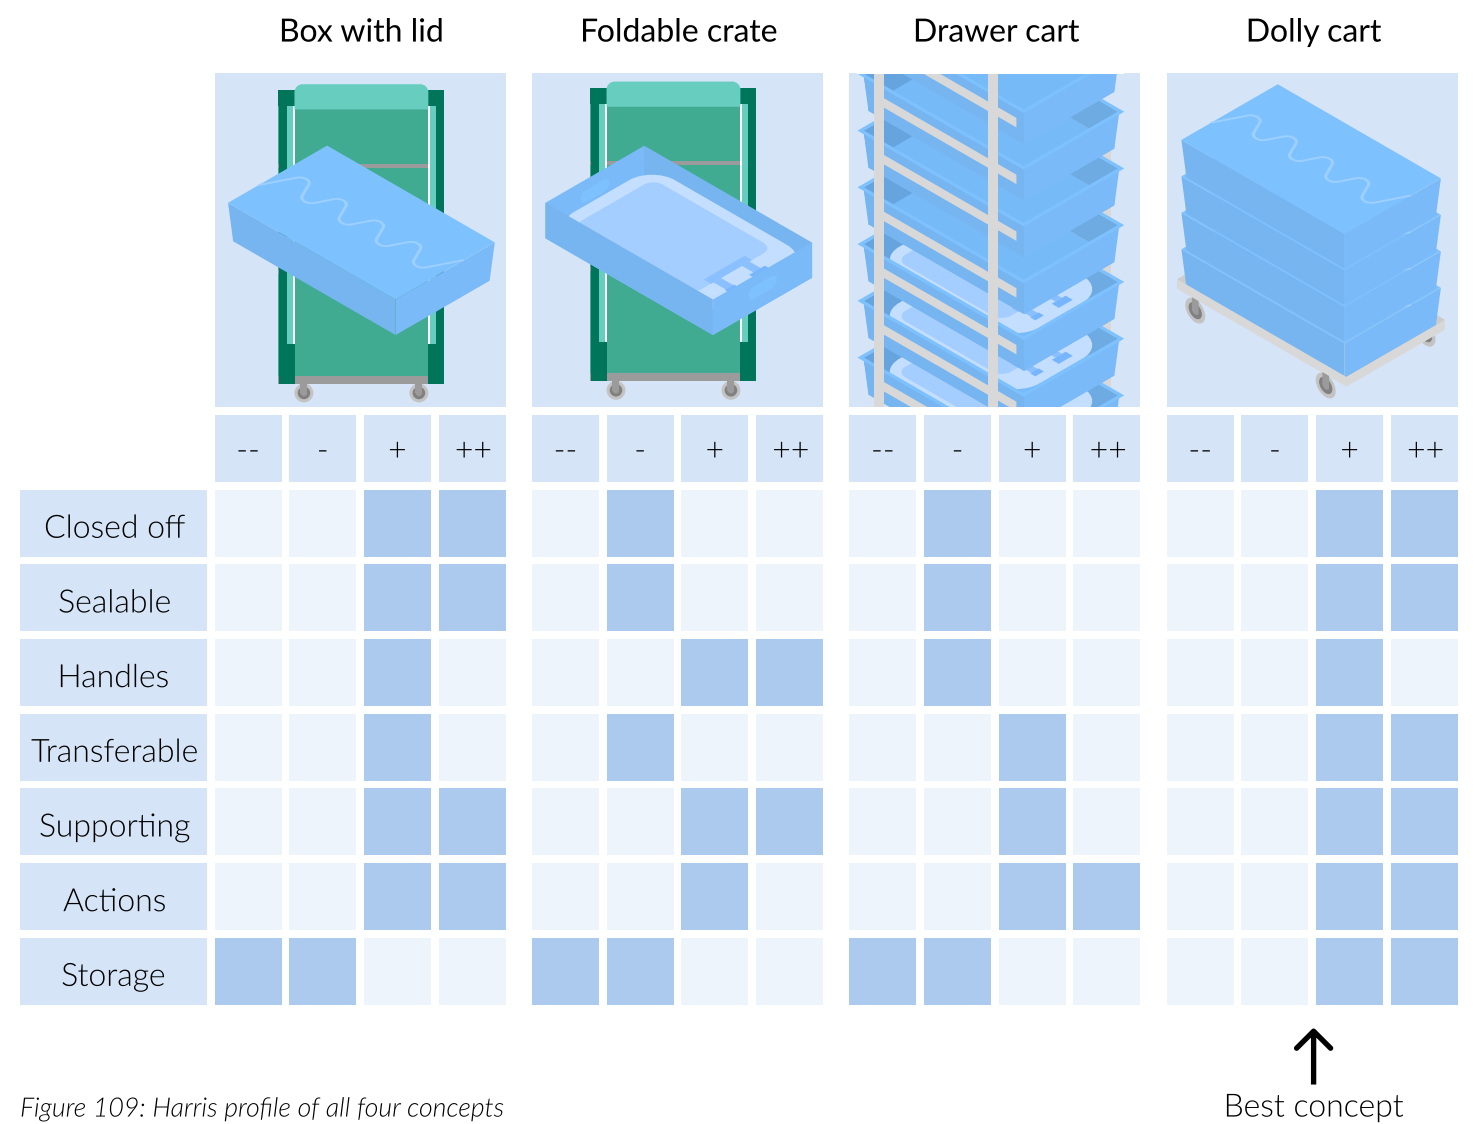 Box with lid Foldable crate Drawer cart Dolly cart
-- - + ++ -- - + ++ -- - + ++ -- - + ++
Closed off
Sealable
Handles
Transferable
Supporting
Actions
Storage
Best concept
Figure 109: Harris profile of all four concepts